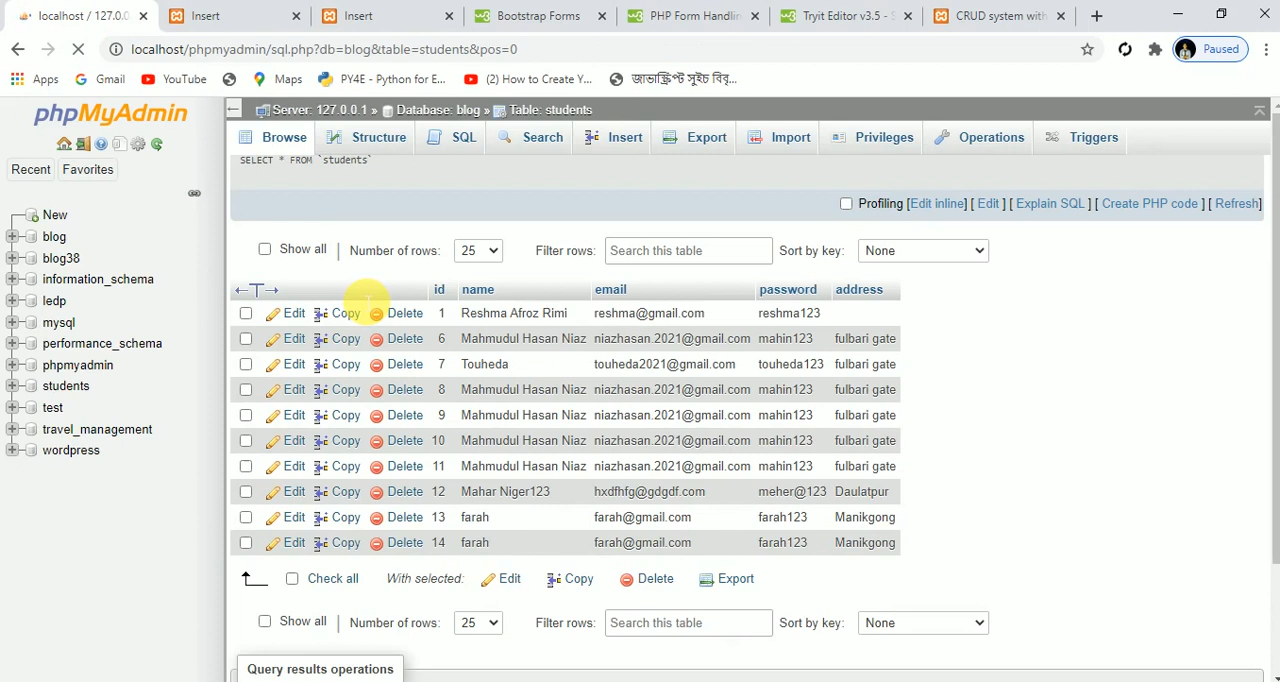 localhost / 127.0.0
Insert
Insert
Bootstrap Forms
PHP Form Handlin
Tryit Editor v3.5 - S
CRUD system with
localhost/phpmyadmin/sql.php?db=blog&table=students&pos=0
Paused
Apps
Gmail
YouTube
Maps
PY4E - Python for E...
(2) How to Create Y...
জাভাস্ক্রিপ্ট সুইচ বিবৃ...
phpMyAdmin
Recent
Favorites
New
blog
blog38
information_schema
ledp
mysql
performance_schema
phpmyadmin
students
test
travel_management
wordpress
Server: 127.0.0.1 » Database: blog » Table: students
Browse Structure SQL Search Insert Export Import Privileges Operations Triggers
SELECT * FROM `students`
Profiling [Edit inline] [ Edit ] [ Explain SQL ] [ Create PHP code ] [ Refresh]
Show all Number of rows: 25 Filter rows: Search this table Sort by key: None
id name email password address
Edit Copy Delete 1 Reshma Afroz Rimi reshma@gmail.com reshma123
Edit Copy Delete 6 Mahmudul Hasan Niaz niazhasan.2021@gmail.com mahin123 fulbari gate
Edit Copy Delete 7 Touheda touheda2021@gmail.com touheda123 fulbari gate
Edit Copy Delete 8 Mahmudul Hasan Niaz niazhasan.2021@gmail.com mahin123 fulbari gate
Edit Copy Delete 9 Mahmudul Hasan Niaz niazhasan.2021@gmail.com mahin123 fulbari gate
Edit Copy Delete 10 Mahmudul Hasan Niaz niazhasan.2021@gmail.com mahin123 fulbari gate
Edit Copy Delete 11 Mahmudul Hasan Niaz niazhasan.2021@gmail.com mahin123 fulbari gate
Edit Copy Delete 12 Mahar Niger123 hxdfhfg@gdgdf.com meher@123 Daulatpur
Edit Copy Delete 13 farah farah@gmail.com farah123 Manikgong
Edit Copy Delete 14 farah farah@gmail.com farah123 Manikgong
Check all With selected: Edit Copy Delete Export
Show all Number of rows: 25 Filter rows: Search this table Sort by key: None
Query results operations